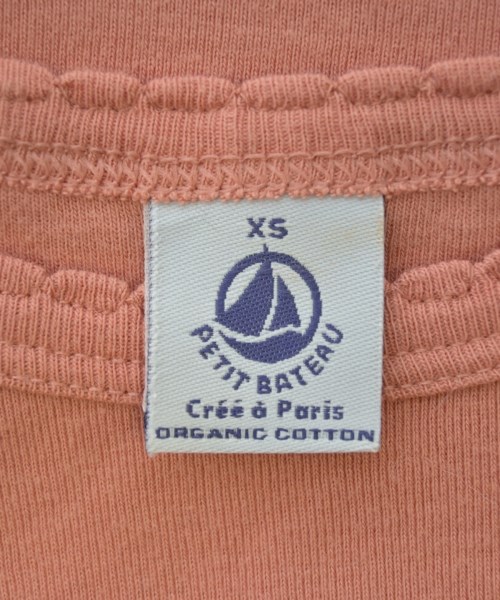 XS
PETIT BATEAU
Créé à Paris
ORGANIC COTTON